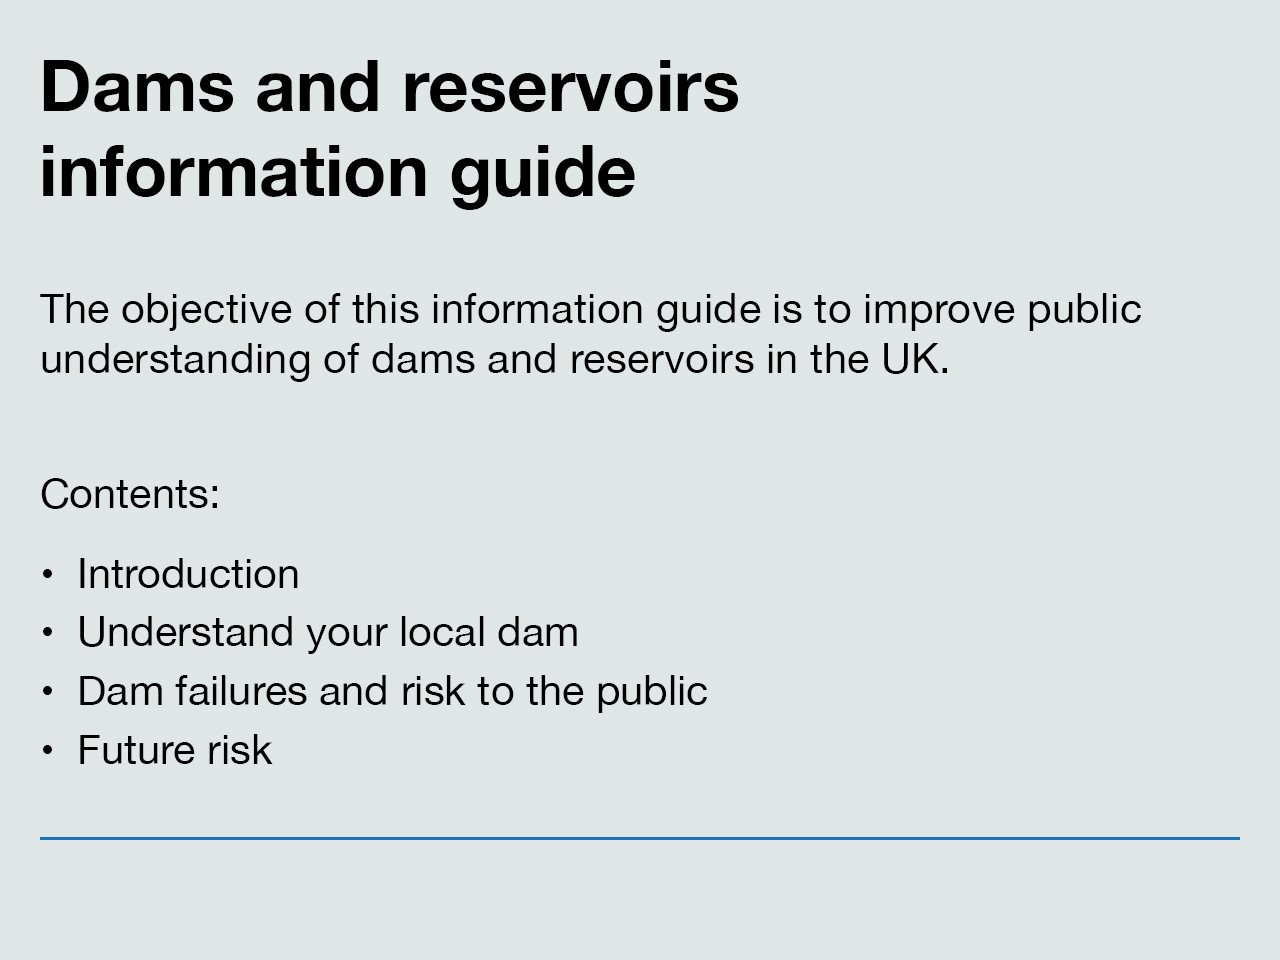 Dams and reservoirs
information guide
The objective of this information guide is to improve public
understanding of dams and reservoirs in the UK.
Contents:
• Introduction
• Understand your local dam
• Dam failures and risk to the public
• Future risk